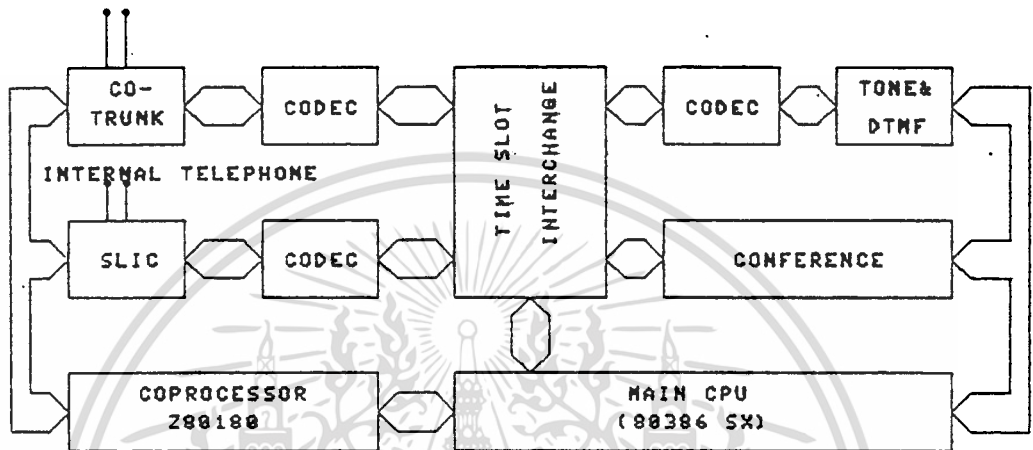 CO-
TRUNK
CODEC
TIME SLOT
INTERCHANGE
CODEC
TONE&
DTMF
INTERNAL TELEPHONE
SLIC
CODEC
CONFERENCE
COPROCESSOR
Z80180
MAIN CPU
(80386 SX)